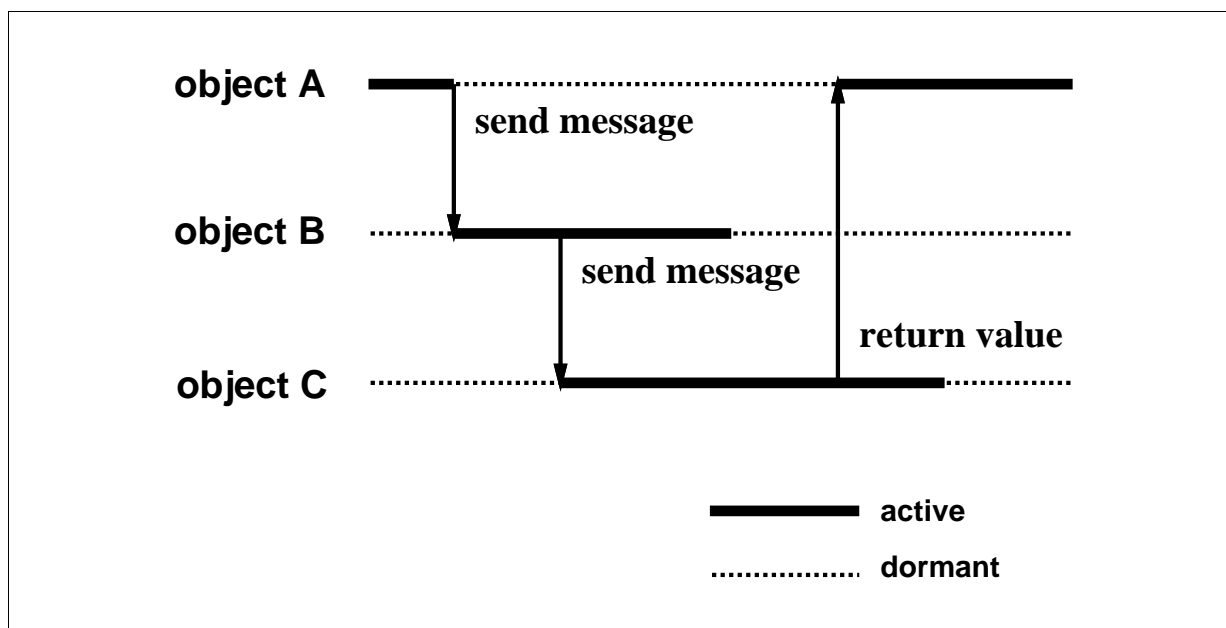 object A
send message
object B
send message
return value
object C
active
dormant